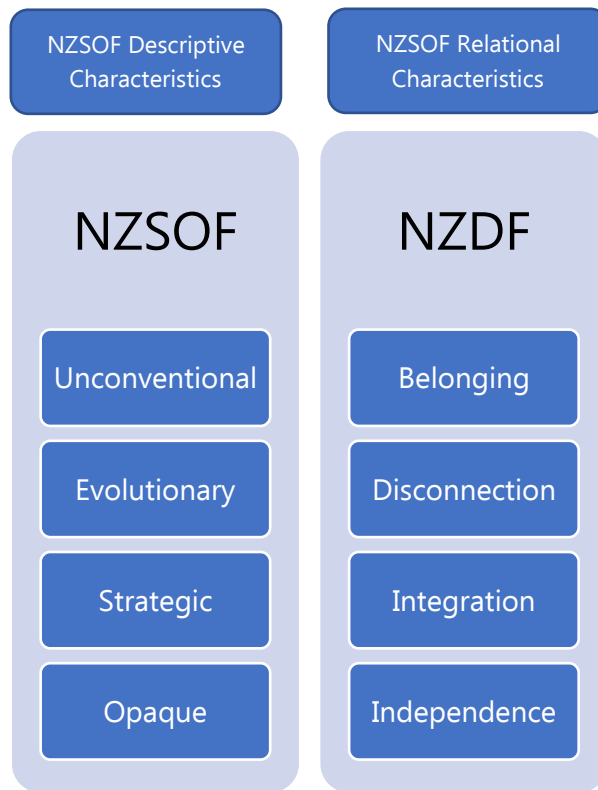 NZSOF Descriptive
Characteristics
NZSOF Relational
Characteristics
NZSOF
Unconventional
Evolutionary
Strategic
Opaque
NZDF
Belonging
Disconnection
Integration
Independence